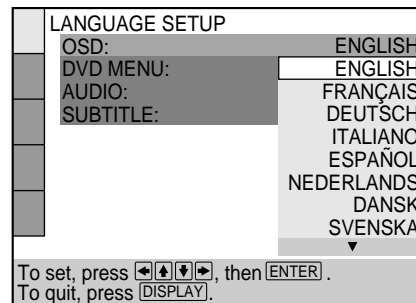 LANGUAGE SETUP
OSD: ENGLISH
DVD MENU: ENGLISH
AUDIO: FRANÇAIS
SUBTITLE: DEUTSCH
ITALIANO
ESPAÑOL
NEDERLANDS
DANSK
SVENSKA
To set, press , then ENTER .
To quit, press DISPLAY .